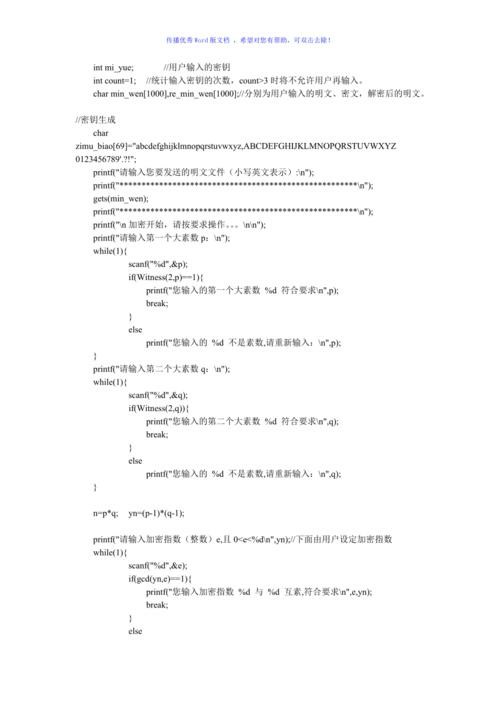 传播优秀Word版文档 ，希望对您有帮助，可双击去除！
int mi_yue; //用户输入的密钥
int count=1; //统计输入密钥的次数，count>3 时将不允许用户再输入。
char min_wen[1000],re_min_wen[1000];//分别为用户输入的明文、密文，解密后的明文。
//密钥生成
char
zimu_biao[69]="abcdefghijklmnopqrstuvwxyz,ABCDEFGHIJKLMNOPQRSTUVWXYZ
0123456789'.?!";
printf("请输入您要发送的明文文件（小写英文表示）:\n");
printf("******************************************************\n");
gets(min_wen);
printf("******************************************************\n");
printf("\n 加密开始，请按要求操作。。。\n\n");
printf("请输入第一个大素数 p：\n");
while(1){
scanf("%d",&p);
if(Witness(2,p)==1){
printf("您输入的第一个大素数 %d 符合要求\n",p);
break;
}
else
printf("您输入的 %d 不是素数,请重新输入：\n",p);
}
printf("请输入第二个大素数 q：\n");
while(1){
scanf("%d",&q);
if(Witness(2,q)){
printf("您输入的第二个大素数 %d 符合要求\n",q);
break;
}
else
printf("您输入的 %d 不是素数,请重新输入：\n",q);
}
n=p*q; yn=(p-1)*(q-1);
printf("请输入加密指数（整数）e,且 0<e<%d\n",yn);//下面由用户设定加密指数
while(1){
scanf("%d",&e);
if(gcd(yn,e)==1){
printf("您输入加密指数 %d 与 %d 互素,符合要求\n",e,yn);
break;
}
else